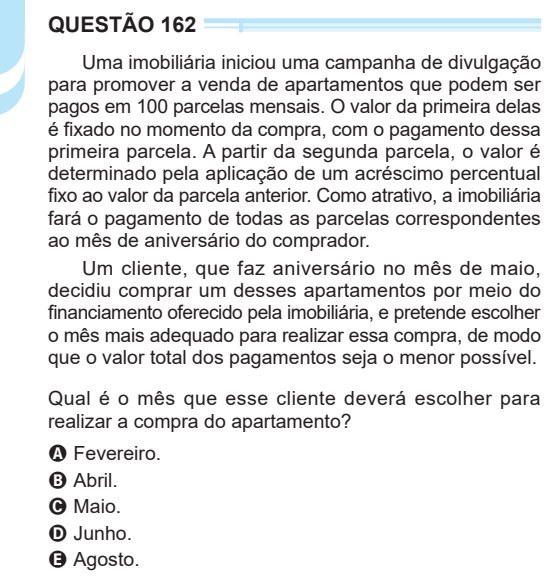 QUESTÃO 162
Uma imobiliária iniciou uma campanha de divulgação
para promover a venda de apartamentos que podem ser
pagos em 100 parcelas mensais. O valor da primeira delas
é fixado no momento da compra, com o pagamento dessa
primeira parcela. A partir da segunda parcela, o valor é
determinado pela aplicação de um acréscimo percentual
fixo ao valor da parcela anterior. Como atrativo, a imobiliária
fará o pagamento de todas as parcelas correspondentes
ao mês de aniversário do comprador.
Um cliente, que faz aniversário no mês de maio,
decidiu comprar um desses apartamentos por meio do
financiamento oferecido pela imobiliária, e pretende escolher
o mês mais adequado para realizar essa compra, de modo
que o valor total dos pagamentos seja o menor possível.
Qual é o mês que esse cliente deverá escolher para
realizar a compra do apartamento?
A Fevereiro.
B Abril.
C Maio.
D Junho.
E Agosto.